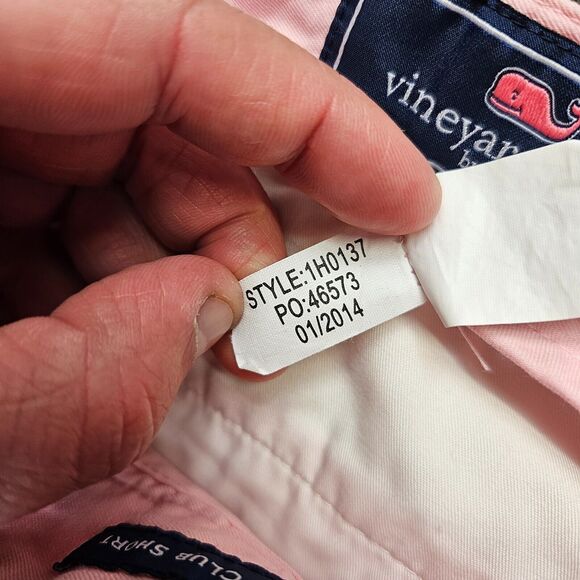 vineyar
STYLE:1H0137
PO:46573
01/2014
CLUB SHORT